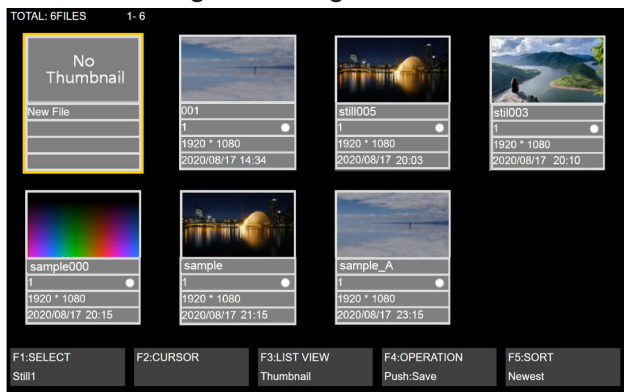 TOTAL: 6FILES 1- 6
No
Thumbnail
New File
001
1
1920 * 1080
2020/08/17 14:34
still005
1
1920 * 1080
2020/08/17 20:03
stil003
1
1920 * 1080
2020/08/17 20:10
sample000
1
1920 * 1080
2020/08/17 20:15
sample
1
1920 * 1080
2020/08/17 21:15
sample_A
1
1920 * 1080
2020/08/17 23:15
F1:SELECT
Still1
F2:CURSOR
F3:LIST VIEW
Thumbnail
F4:OPERATION
Push:Save
F5:SORT
Newest